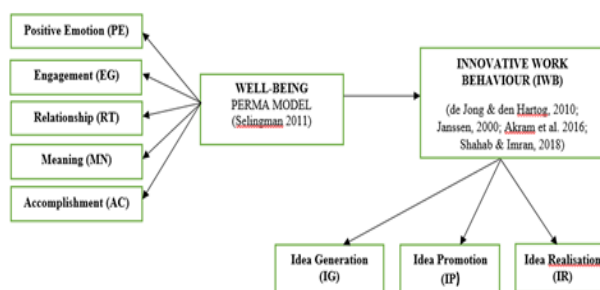 Positive Emotion (PE)
Engagement (EG)
Relationship (RT)
Meaning (MN)
Accomplishment (AC)
WELL-BEING
PERMA MODEL
(Selingman 2011)
INNOVATIVE WORK
BEHAVIOUR (IWB)
(de Jong & den Hartog, 2010;
Janssen, 2000; Akram et al. 2016;
Shahab & Imran, 2018)
Idea Generation
(IG)
Idea Promotion
(IP)
Idea Realisation
(IR)